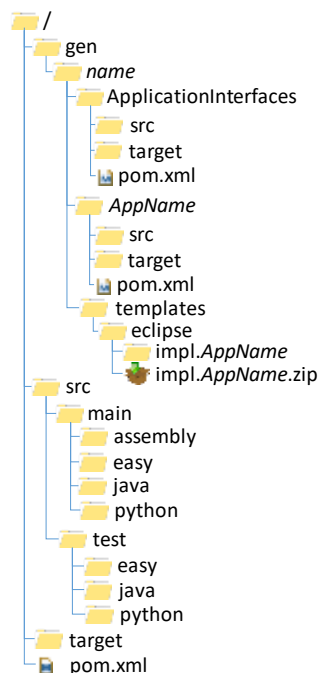 /
gen
name
ApplicationInterfaces
src
target
pom.xml
AppName
src
target
pom.xml
templates
eclipse
impl.AppName
impl.AppName.zip
src
main
assembly
easy
java
python
test
easy
java
python
target
pom.xml